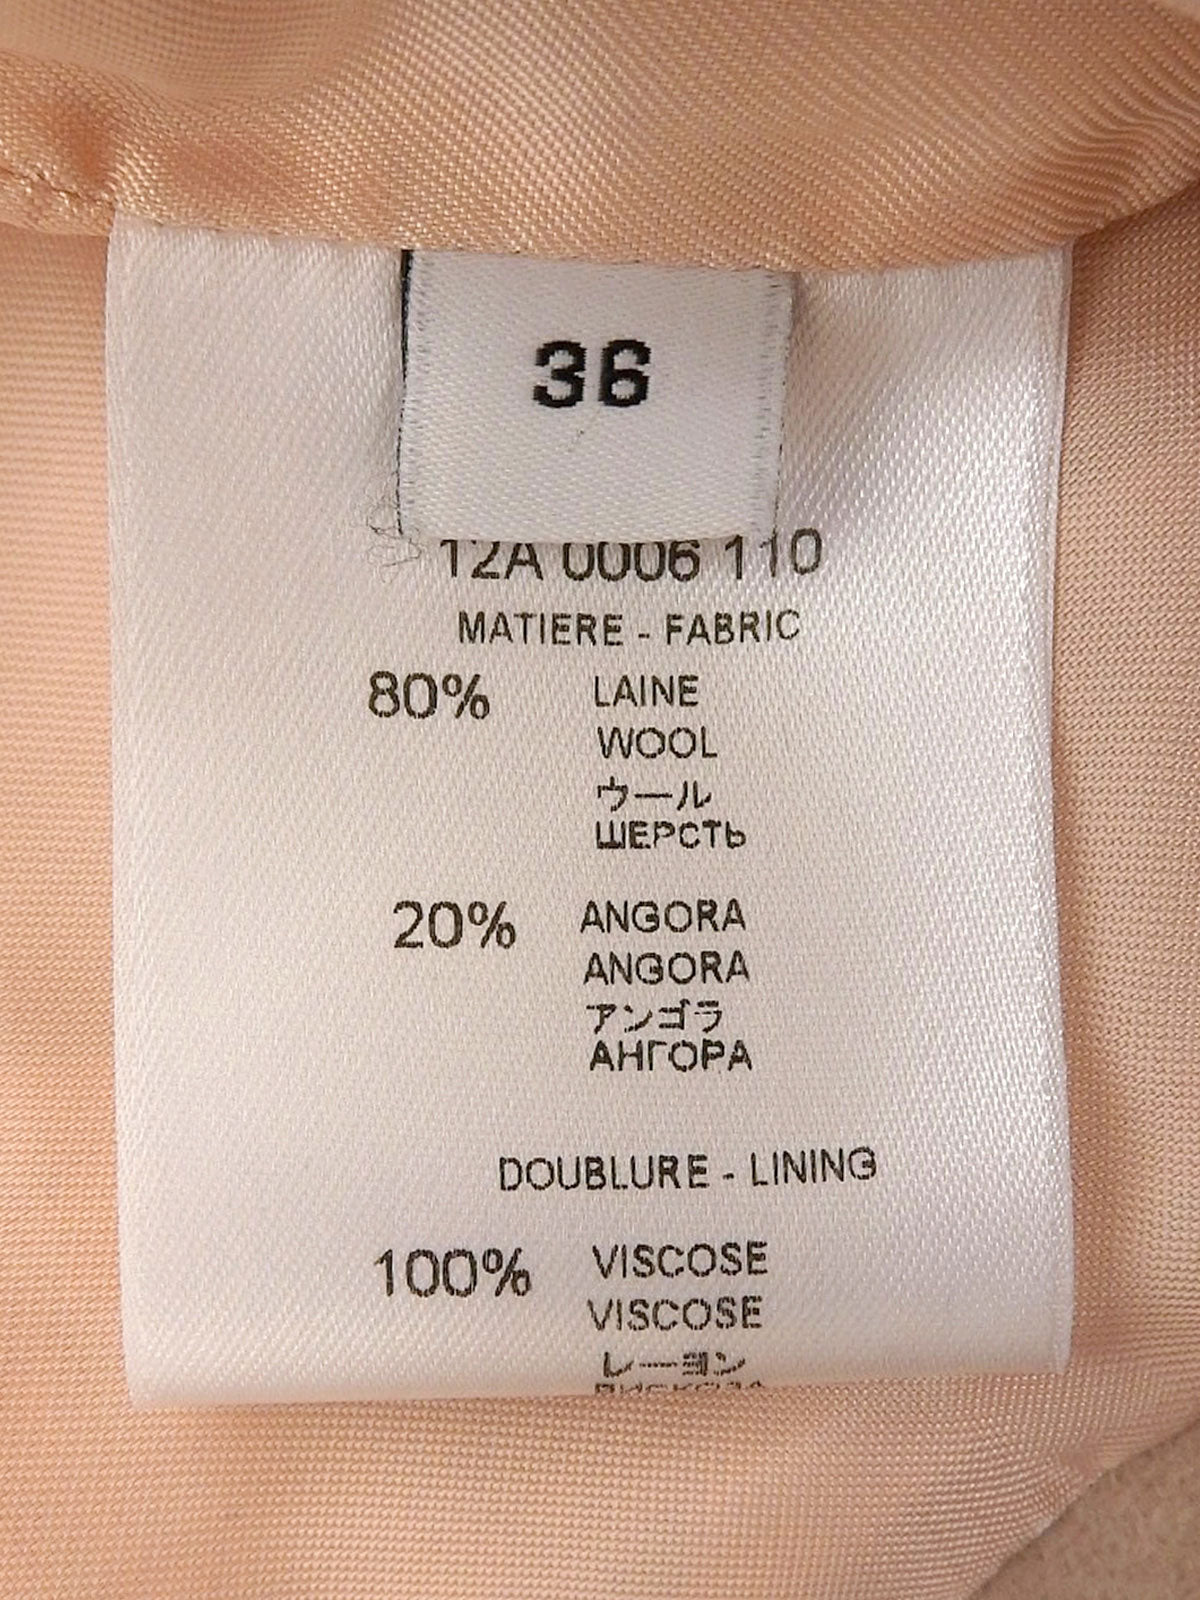 36
12A 0006 110
MATIERE - FABRIC
80% LAINE
WOOL
ウール
ШЕРСТЬ
20% ANGORA
ANGORA
アンゴラ
АНГОРА
DOUBLURE - LINING
100% VISCOSE
VISCOSE
レーヨン